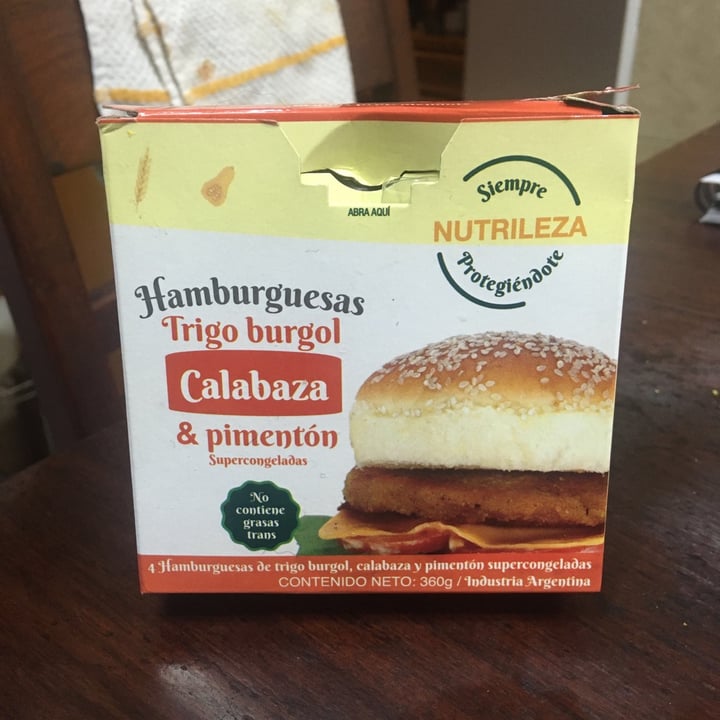 ABRA AQUÍ
Siempre
NUTRILEZA
Protegiéndote
Hamburguesas
Trigo burgol
Calabaza
& pimentón
Supercongeladas
No
contiene
grasas
trans
4 Hamburguesas de trigo burgol, calabaza y pimentón supercongeladas
CONTENIDO NETO: 360g / Industria Argentina